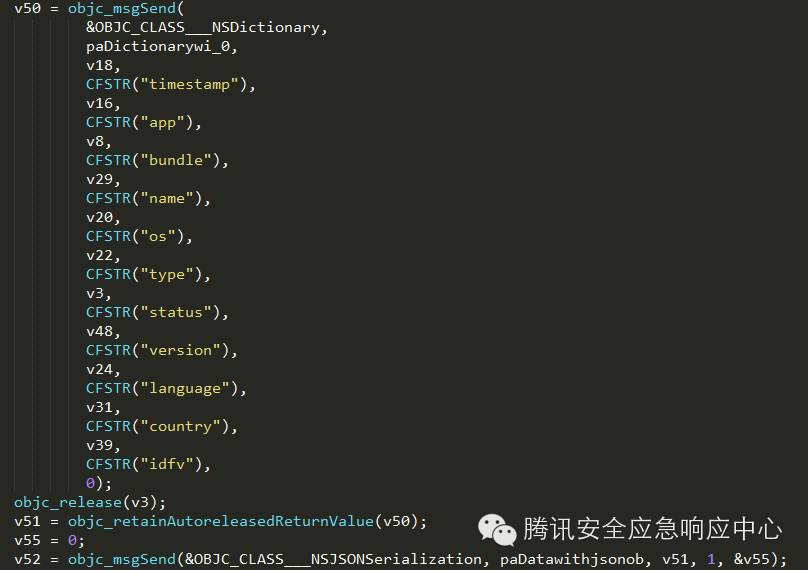 v50 = objc_msgSend(
&OBJC_CLASS___NSDictionary,
paDictionarywi_0,
v18,
CFSTR("timestamp"),
v16,
CFSTR("app"),
v8,
CFSTR("bundle"),
v29,
CFSTR("name"),
v20,
CFSTR("os"),
v22,
CFSTR("type"),
v3,
CFSTR("status"),
v48,
CFSTR("version"),
v24,
CFSTR("language"),
v31,
CFSTR("country"),
v39,
CFSTR("idfv"),
0);
objc_release(v3);
v51 = objc_retainAutoreleasedReturnValue(v50);
v55 = 0;
腾讯安全应急响应中心
v52 = objc_msgSend(&OBJC_CLASS___NSJSONSerialization, paDatawithjsonob, v51, 1, &v55);